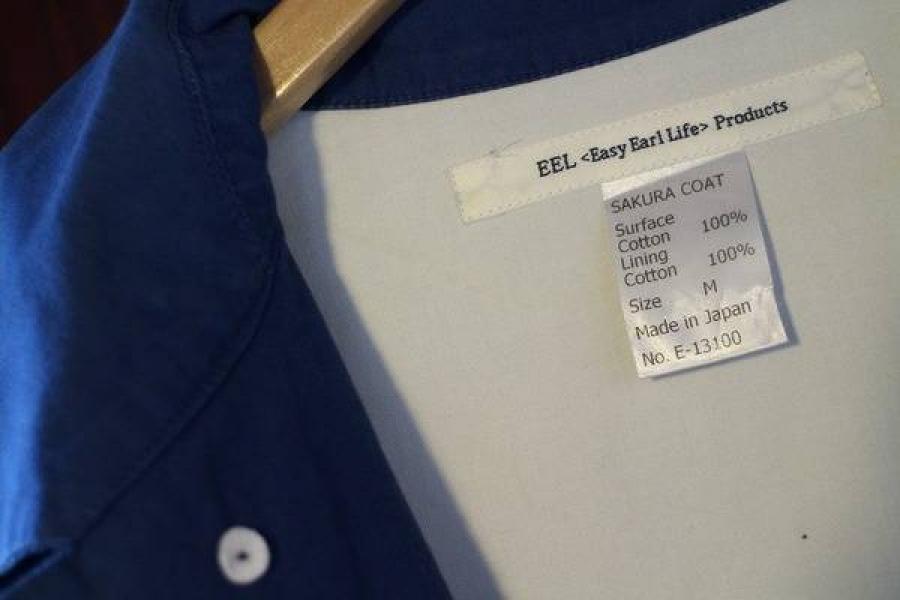 EEL <Easy Earl Life> Products
SAKURA COAT
Surface
Cotton 100%
Lining
Cotton 100%
Size M
Made in Japan
No. E-13100